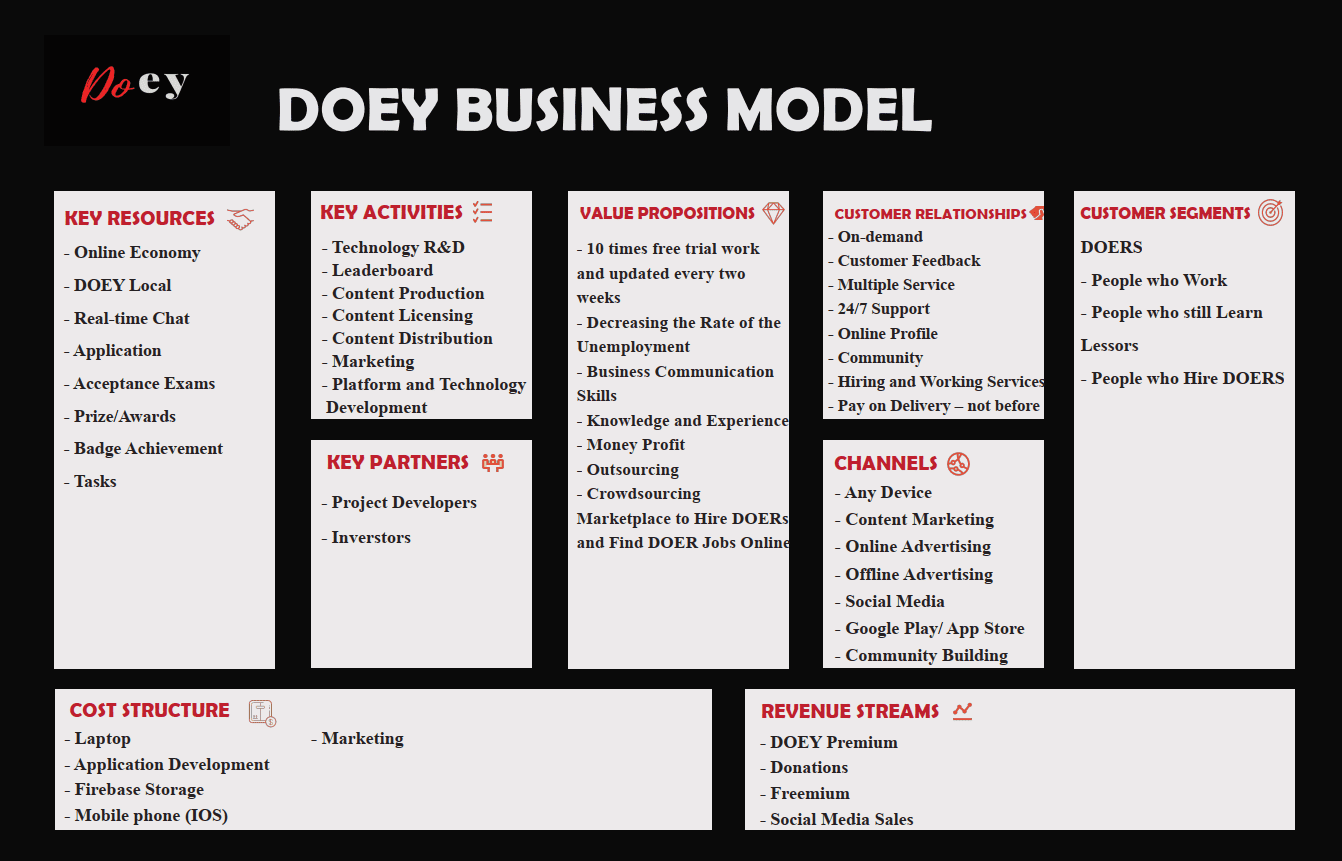 Doey
DOEY BUSINESS MODEL
KEY RESOURCES
- Online Economy
- DOEY Local
- Real-time Chat
- Application
- Acceptance Exams
- Prize/Awards
- Badge Achievement
- Tasks
KEY ACTIVITIES
- Technology R&D
- Leaderboard
- Content Production
- Content Licensing
- Content Distribution
- Marketing
- Platform and Technology
Development
KEY PARTNERS
- Project Developers
- Inverstors
VALUE PROPOSITIONS
- 10 times free trial work
and updated every two
weeks
- Decreasing the Rate of the
Unemployment
- Business Communication
Skills
- Knowledge and Experience
- Money Profit
- Outsourcing
- Crowdsourcing
Marketplace to Hire DOERs
and Find DOER Jobs Online
CUSTOMER RELATIONSHIPS
- On-demand
- Customer Feedback
- Multiple Service
- 24/7 Support
- Online Profile
- Community
- Hiring and Working Services
- Pay on Delivery – not before
CHANNELS
- Any Device
- Content Marketing
- Online Advertising
- Offline Advertising
- Social Media
- Google Play/ App Store
- Community Building
CUSTOMER SEGMENTS
DOERS
- People who Work
- People who still Learn
Lessors
- People who Hire DOERS
COST STRUCTURE
- Laptop
- Application Development
- Firebase Storage
- Mobile phone (IOS)
- Marketing
REVENUE STREAMS
- DOEY Premium
- Donations
- Freemium
- Social Media Sales